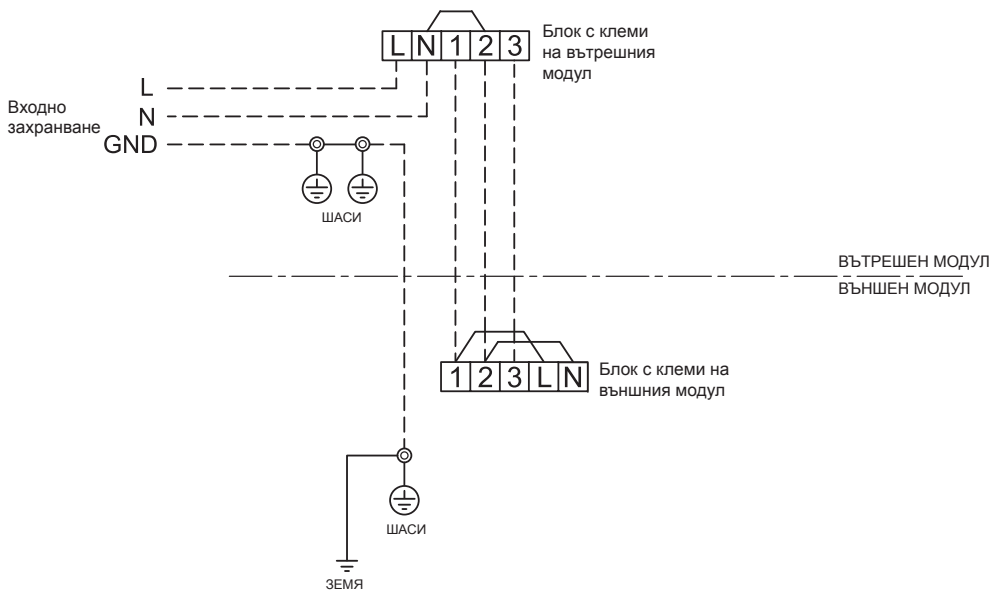 L N 1 2 3
Блок с клеми
на вътрешния
модул
Входно
захранване
L
N
GND
ШАСИ
ВЪТРЕШЕН МОДУЛ
ВЪНШЕН МОДУЛ
1 2 3 L N
Блок с клеми на
външния модул
ШАСИ
ЗЕМЯ